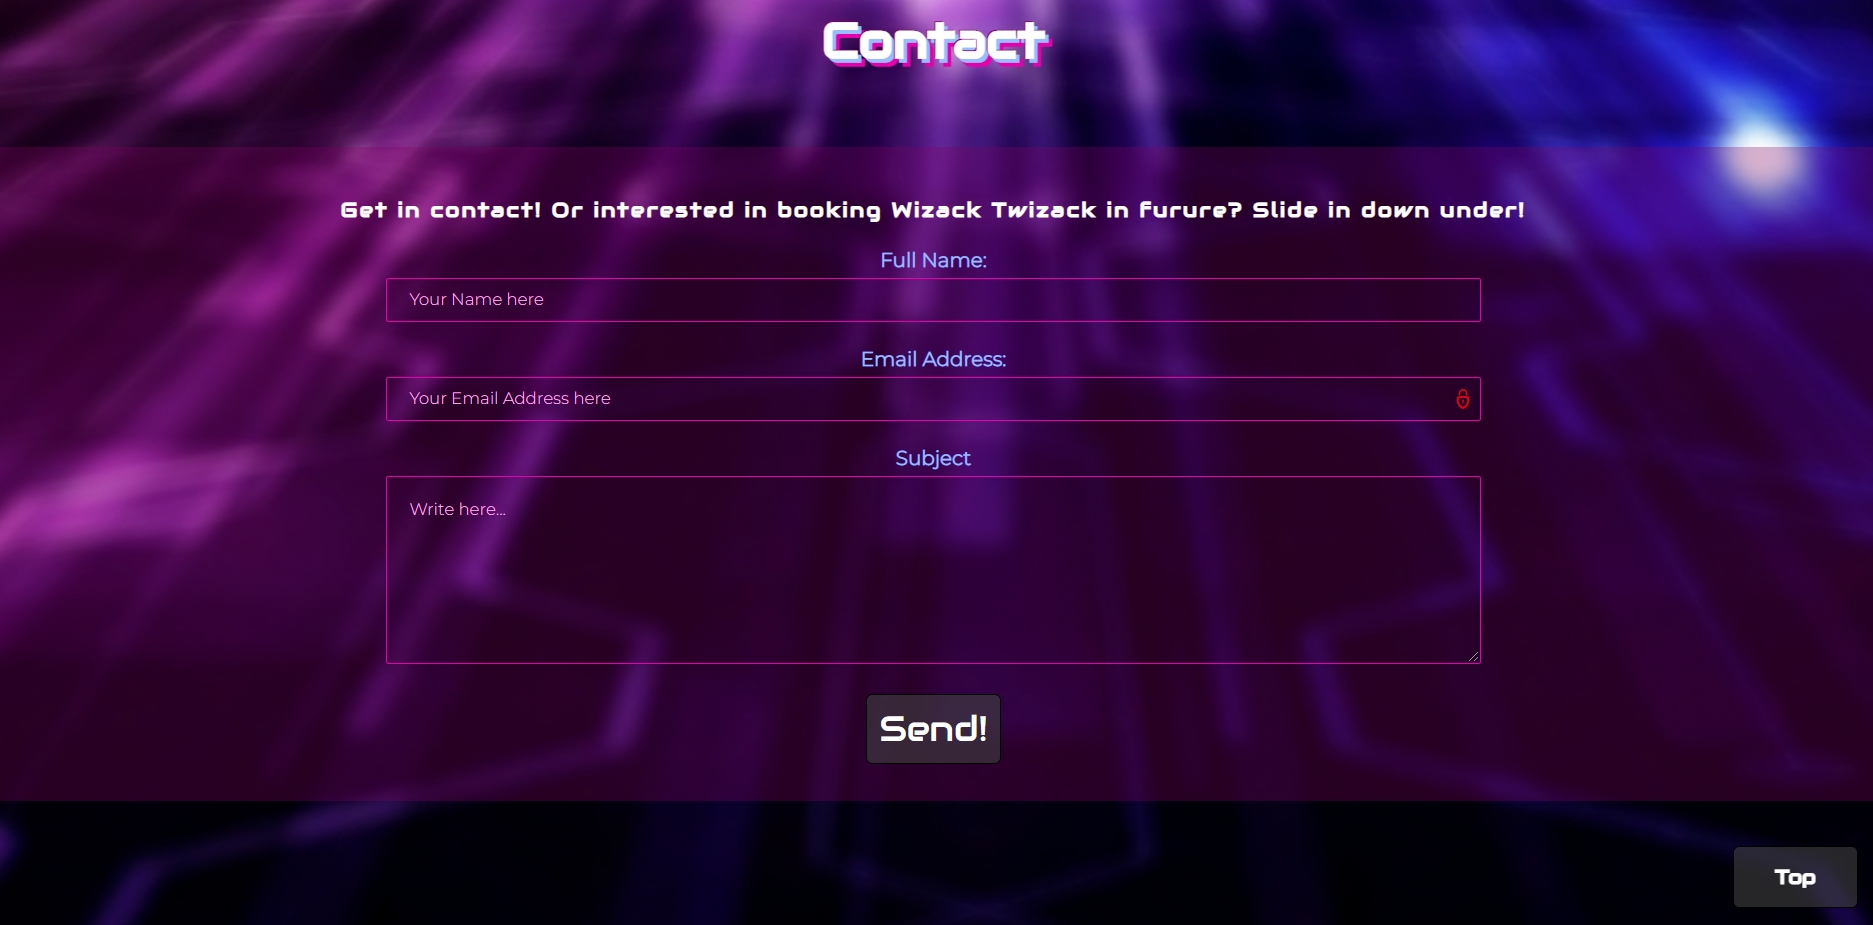 Contact
Get in contact! Or interested in booking Wizack Twizack in furure? Slide in down under!
Full Name:
Your Name here
Email Address:
Your Email Address here
Subject
Write here...
Send!
Top